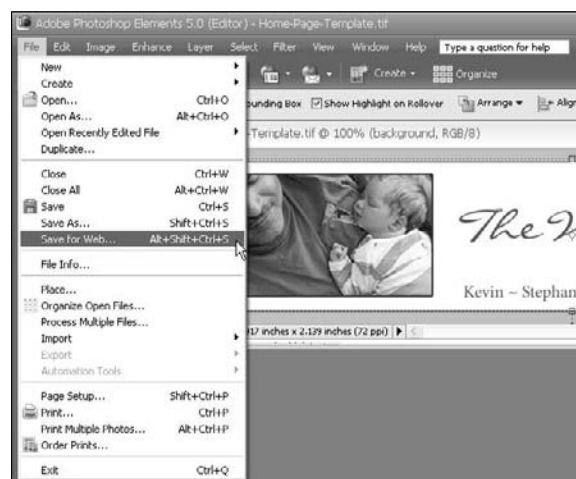 Adobe Photoshop Elements 5.0 (Editor) - Home-Page-Template.tif
File Edit Image Enhance Layer Select Filter View Window Help Type a question for help
Create Organize
unding Box Show Highlight on Rollover Arrange Align
-Template.tif @ 100% (background, RGB/8)
New
Create
Open... Ctrl+O
Open As... Alt+Ctrl+O
Open Recently Edited File
Duplicate...
Close Ctrl+W
Close All Alt+Ctrl+W
Save Ctrl+S
Save As... Shift+Ctrl+S
Save for Web... Alt+Shift+Ctrl+S
File Info...
Place...
Organize Open Files...
Process Multiple Files...
Import
Export
Automation Tools
Page Setup... Shift+Ctrl+P
Print... Ctrl+P
Print Multiple Photos... Alt+Ctrl+P
Order Prints...
Exit Ctrl+Q
The
Kevin ~ Stephan
917 inches x 2.139 inches (72 ppi)